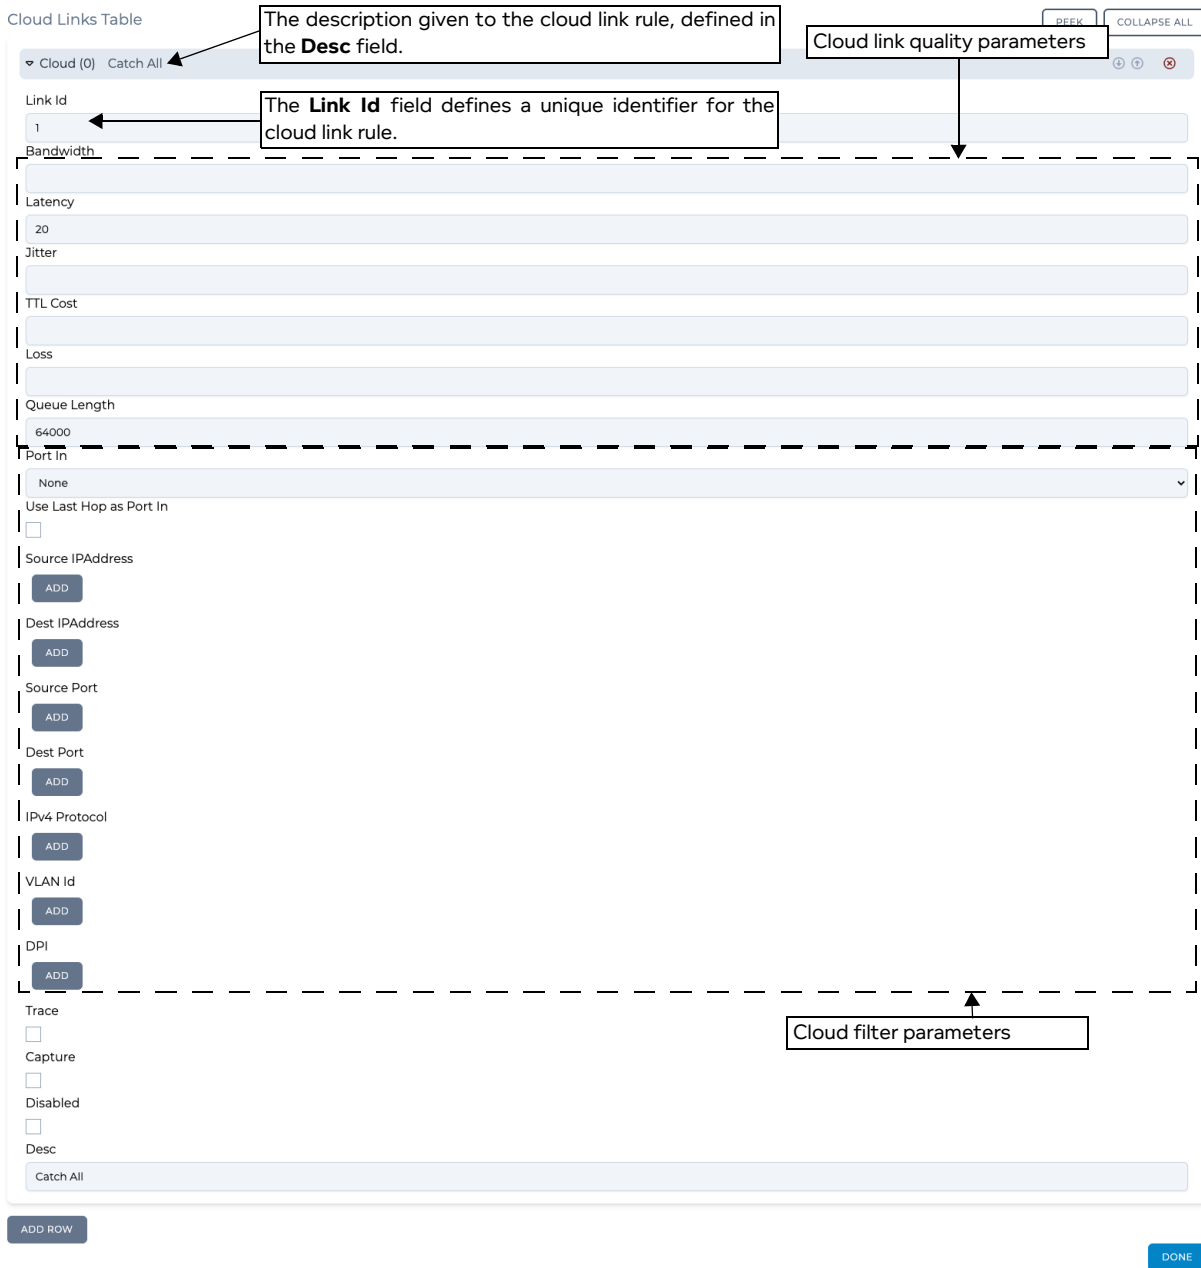 Cloud Links Table
The description given to the cloud link rule, defined in
the Desc field.
PEEK
COLLAPSE ALL
Cloud link quality parameters
Cloud (0) Catch All
Link Id
The Link Id field defines a unique identifier for the
cloud link rule.
1
Bandwidth
Latency
20
Jitter
TTL Cost
Loss
Queue Length
64000
Port In
None
Use Last Hop as Port In
Source IPAddress
ADD
Dest IPAddress
ADD
Source Port
ADD
Dest Port
ADD
IPv4 Protocol
ADD
VLAN Id
ADD
DPI
ADD
Trace
Cloud filter parameters
Capture
Disabled
Desc
Catch All
ADD ROW
DONE